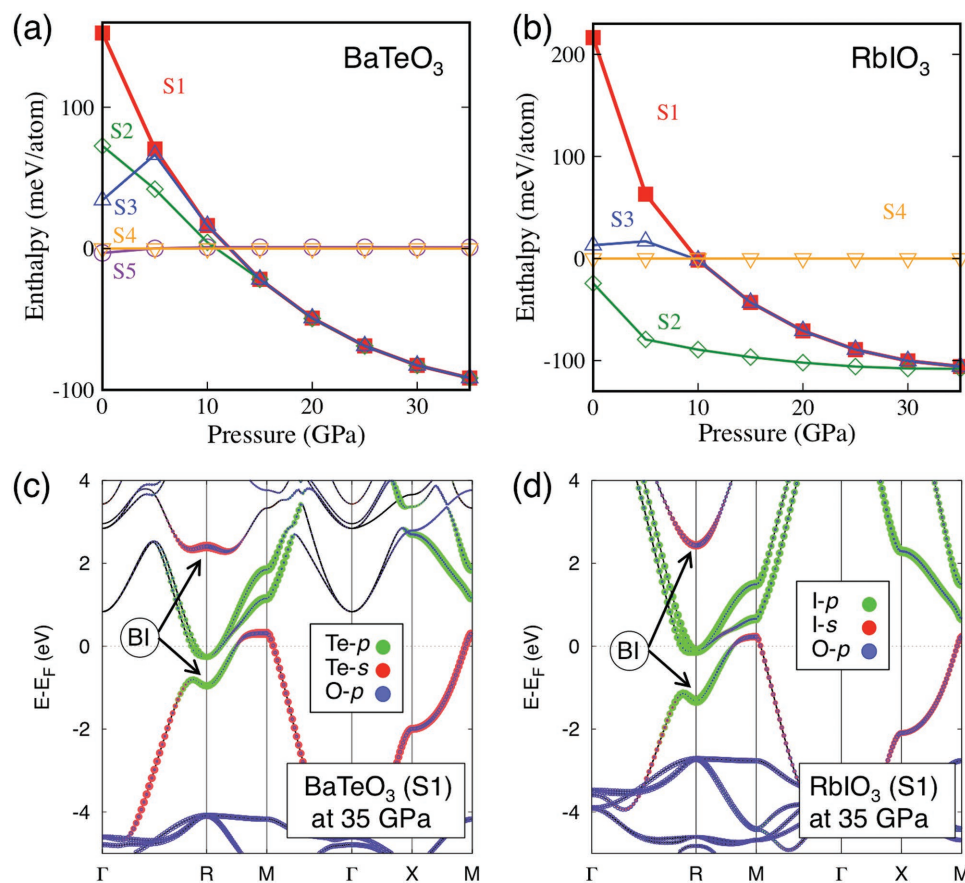 (a)
BaTeO3
S1
S2
S3
S4
S5
100
0
-100
Enthalpy (meV/atom)
0 10 20 30
Pressure (GPa)
(b)
RbIO3
S1
S3
S4
S2
200
100
0
-100
Enthalpy (meV/atom)
0 10 20 30
Pressure (GPa)
(c)
4
2
0
-2
-4
E-EF (eV)
BI
Te-p
Te-s
O-p
BaTeO3 (S1)
at 35 GPa
Γ R M Γ X M
(d)
4
2
0
-2
-4
E-EF (eV)
BI
I-p
I-s
O-p
RbIO3 (S1)
at 35 GPa
Γ R M Γ X M